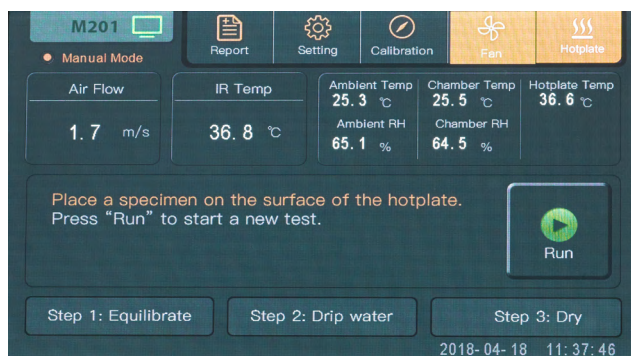 M201
Manual Mode
Report
Setting
Calibration
Fan
Hotplate
Air Flow
1.7 m/s
IR Temp
36.8 ℃
Ambient Temp
25.3 ℃
Chamber Temp
25.5 ℃
Hotplate Temp
36.6 ℃
Ambient RH
65.1 %
Chamber RH
64.5 %
Place a specimen on the surface of the hotplate.
Press “Run” to start a new test.
Run
Step 1: Equilibrate
Step 2: Drip water
Step 3: Dry
2018-04-18 11:37:46